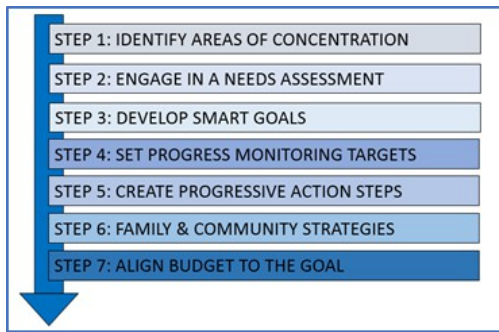 STEP 1: IDENTIFY AREAS OF CONCENTRATION
STEP 2: ENGAGE IN A NEEDS ASSESSMENT
STEP 3: DEVELOP SMART GOALS
STEP 4: SET PROGRESS MONITORING TARGETS
STEP 5: CREATE PROGRESSIVE ACTION STEPS
STEP 6: FAMILY & COMMUNITY STRATEGIES
STEP 7: ALIGN BUDGET TO THE GOAL